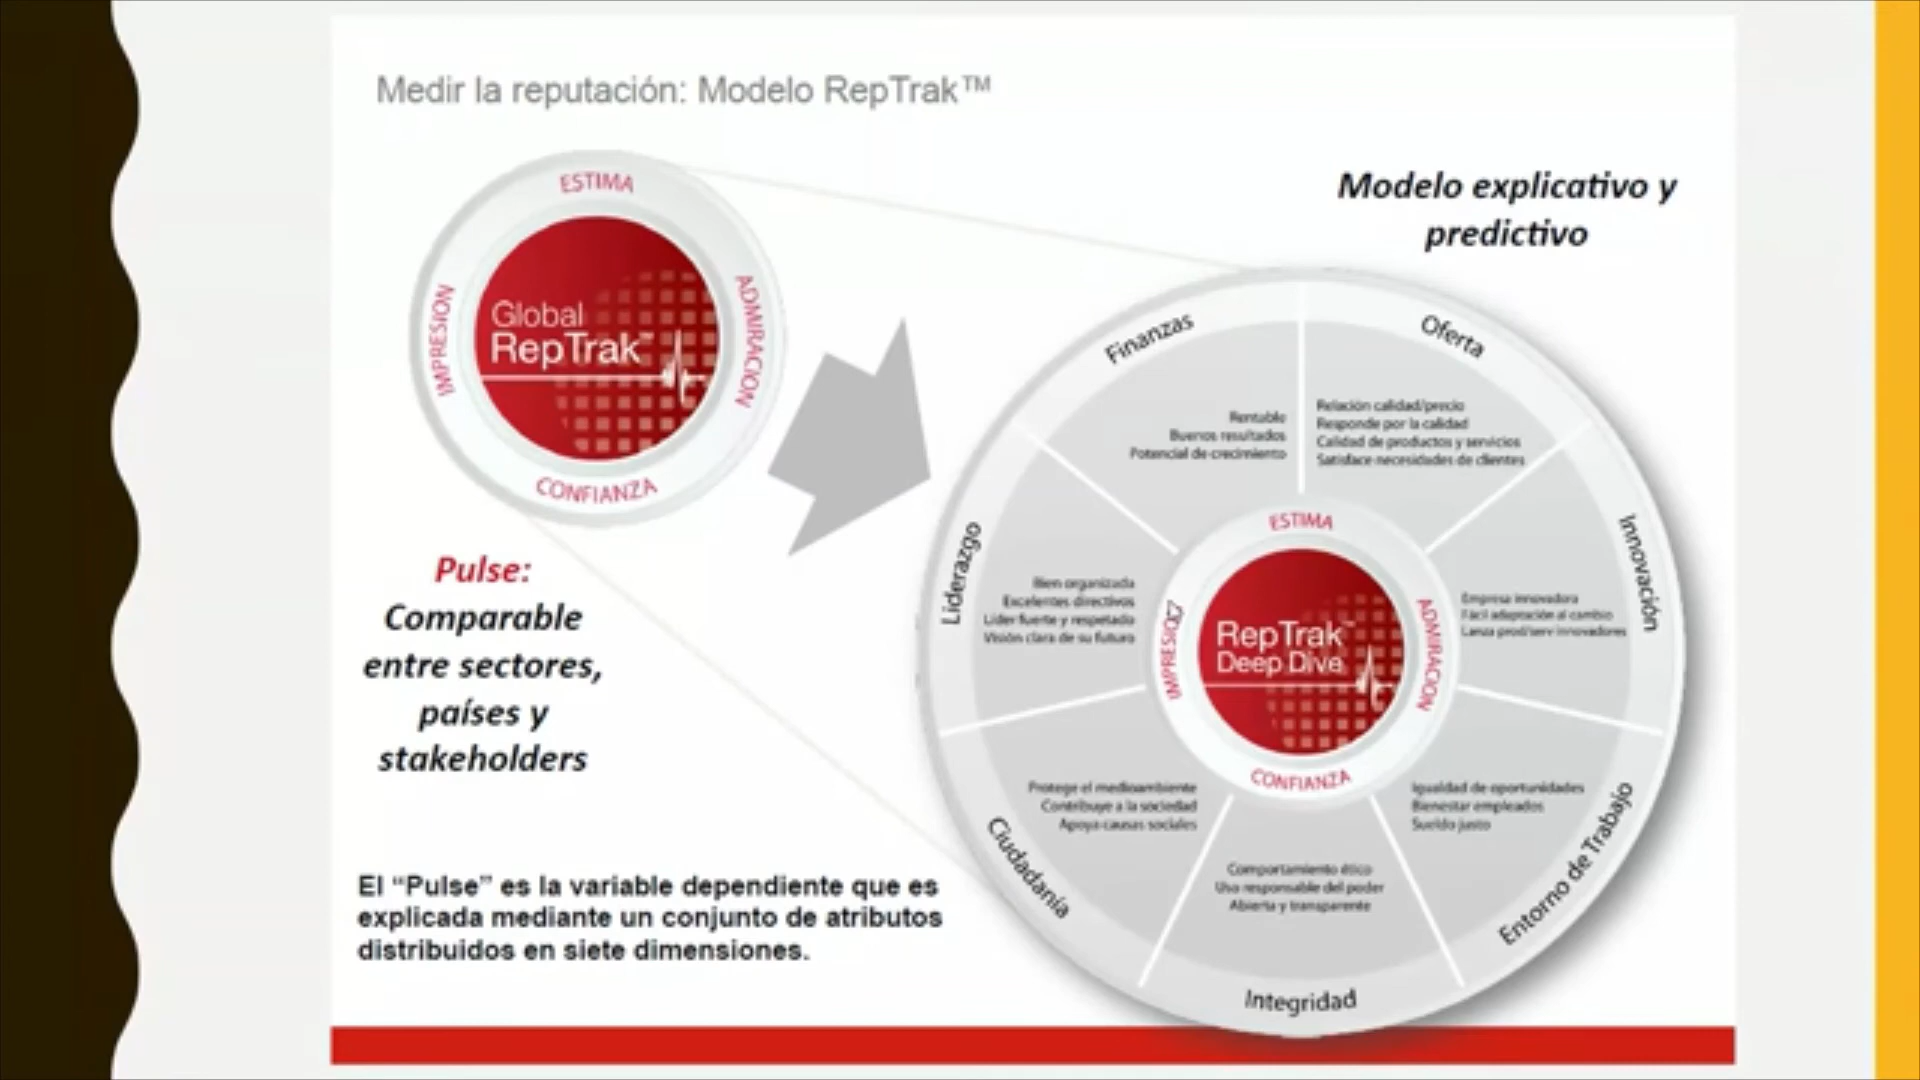 Medir la reputación: Modelo RepTrak™
ESTIMA
IMPRESION
ADMIRACION
Global
RepTrak™
CONFIANZA
Pulse:
Comparable
entre sectores,
países y
stakeholders
El “Pulse” es la variable dependiente que es
explicada mediante un conjunto de atributos
distribuidos en siete dimensiones.
Modelo explicativo y
predictivo
Finanzas
Rentable
Buenos resultados
Potencial de crecimiento
Oferta
Relación calidad/precio
Responde por la calidad
Calidad de productos y servicios
Satisface necesidades de clientes
Innovación
Empresa innovadora
Fácil adaptación al cambio
Lanza prod/serv innovadores
Entorno de Trabajo
Igualdad de oportunidades
Bienestar empleados
Sueldo justo
Integridad
Comportamiento ético
Uso responsable del poder
Abierta y transparente
Ciudadanía
Protege el medioambiente
Contribuye a la sociedad
Apoya causas sociales
Liderazgo
Bien organizada
Excelentes directivos
Líder fuerte y respetado
Visión clara de su futuro
ESTIMA
IMPRESION
ADMIRACION
RepTrak™
Deep Dive
CONFIANZA